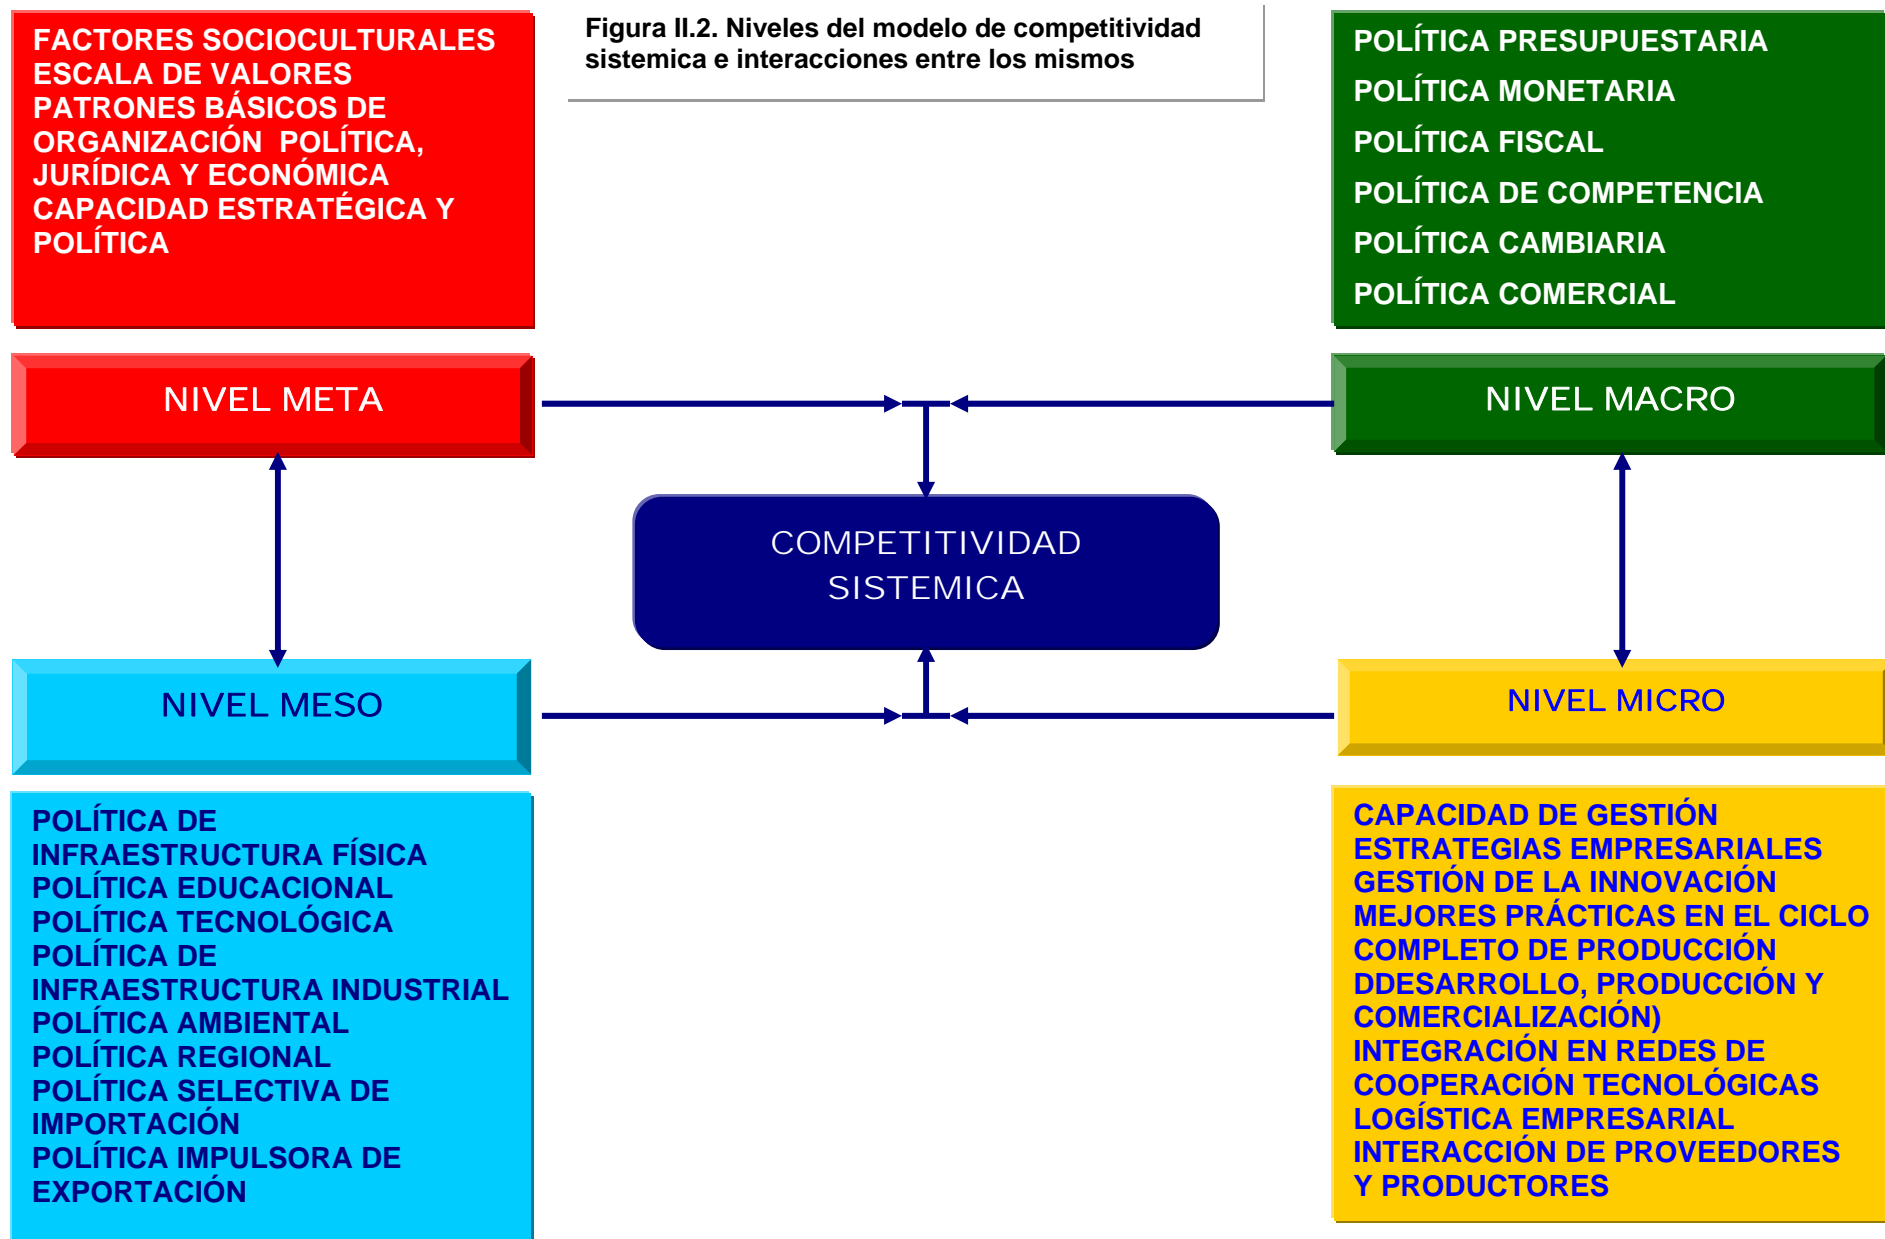 Figura II.2. Niveles del modelo de competitividad
sistemica e interacciones entre los mismos
FACTORES SOCIOCULTURALES
ESCALA DE VALORES
PATRONES BÁSICOS DE
ORGANIZACIÓN POLÍTICA,
JURÍDICA Y ECONÓMICA
CAPACIDAD ESTRATÉGICA Y
POLÍTICA
POLÍTICA PRESUPUESTARIA
POLÍTICA MONETARIA
POLÍTICA FISCAL
POLÍTICA DE COMPETENCIA
POLÍTICA CAMBIARIA
POLÍTICA COMERCIAL
NIVEL META
NIVEL MACRO
COMPETITIVIDAD
SISTEMICA
NIVEL MESO
NIVEL MICRO
POLÍTICA DE
INFRAESTRUCTURA FÍSICA
POLÍTICA EDUCACIONAL
POLÍTICA TECNOLÓGICA
POLÍTICA DE
INFRAESTRUCTURA INDUSTRIAL
POLÍTICA AMBIENTAL
POLÍTICA REGIONAL
POLÍTICA SELECTIVA DE
IMPORTACIÓN
POLÍTICA IMPULSORA DE
EXPORTACIÓN
CAPACIDAD DE GESTIÓN
ESTRATEGIAS EMPRESARIALES
GESTIÓN DE LA INNOVACIÓN
MEJORES PRÁCTICAS EN EL CICLO
COMPLETO DE PRODUCCIÓN
DDESARROLLO, PRODUCCIÓN Y
COMERCIALIZACIÓN)
INTEGRACIÓN EN REDES DE
COOPERACIÓN TECNOLÓGICAS
LOGÍSTICA EMPRESARIAL
INTERACCIÓN DE PROVEEDORES
Y PRODUCTORES